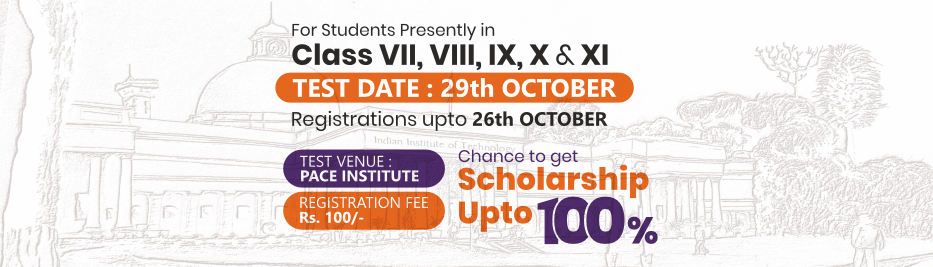 For Students Presently in
Class VII, VIII, IX, X & XI
TEST DATE : 29th OCTOBER
Registrations upto 26th OCTOBER
Indian Institute of Technology
TEST VENUE :
PACE INSTITUTE
REGISTRATION FEE
Rs. 100/-
Chance to get
Scholarship
Upto 100%